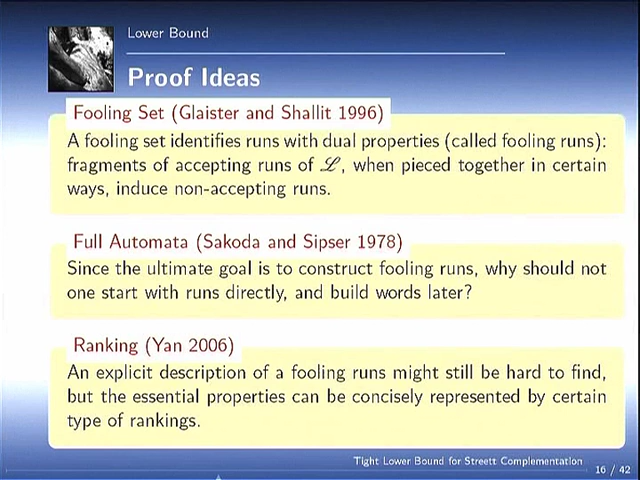 Lower Bound
Proof Ideas
Fooling Set (Glaister and Shallit 1996)
A fooling set identifies runs with dual properties (called fooling runs):
fragments of accepting runs of ℒ, when pieced together in certain
ways, induce non-accepting runs.
Full Automata (Sakoda and Sipser 1978)
Since the ultimate goal is to construct fooling runs, why should not
one start with runs directly, and build words later?
Ranking (Yan 2006)
An explicit description of a fooling runs might still be hard to find,
but the essential properties can be concisely represented by certain
type of rankings.
Tight Lower Bound for Streett Complementation
16 / 42